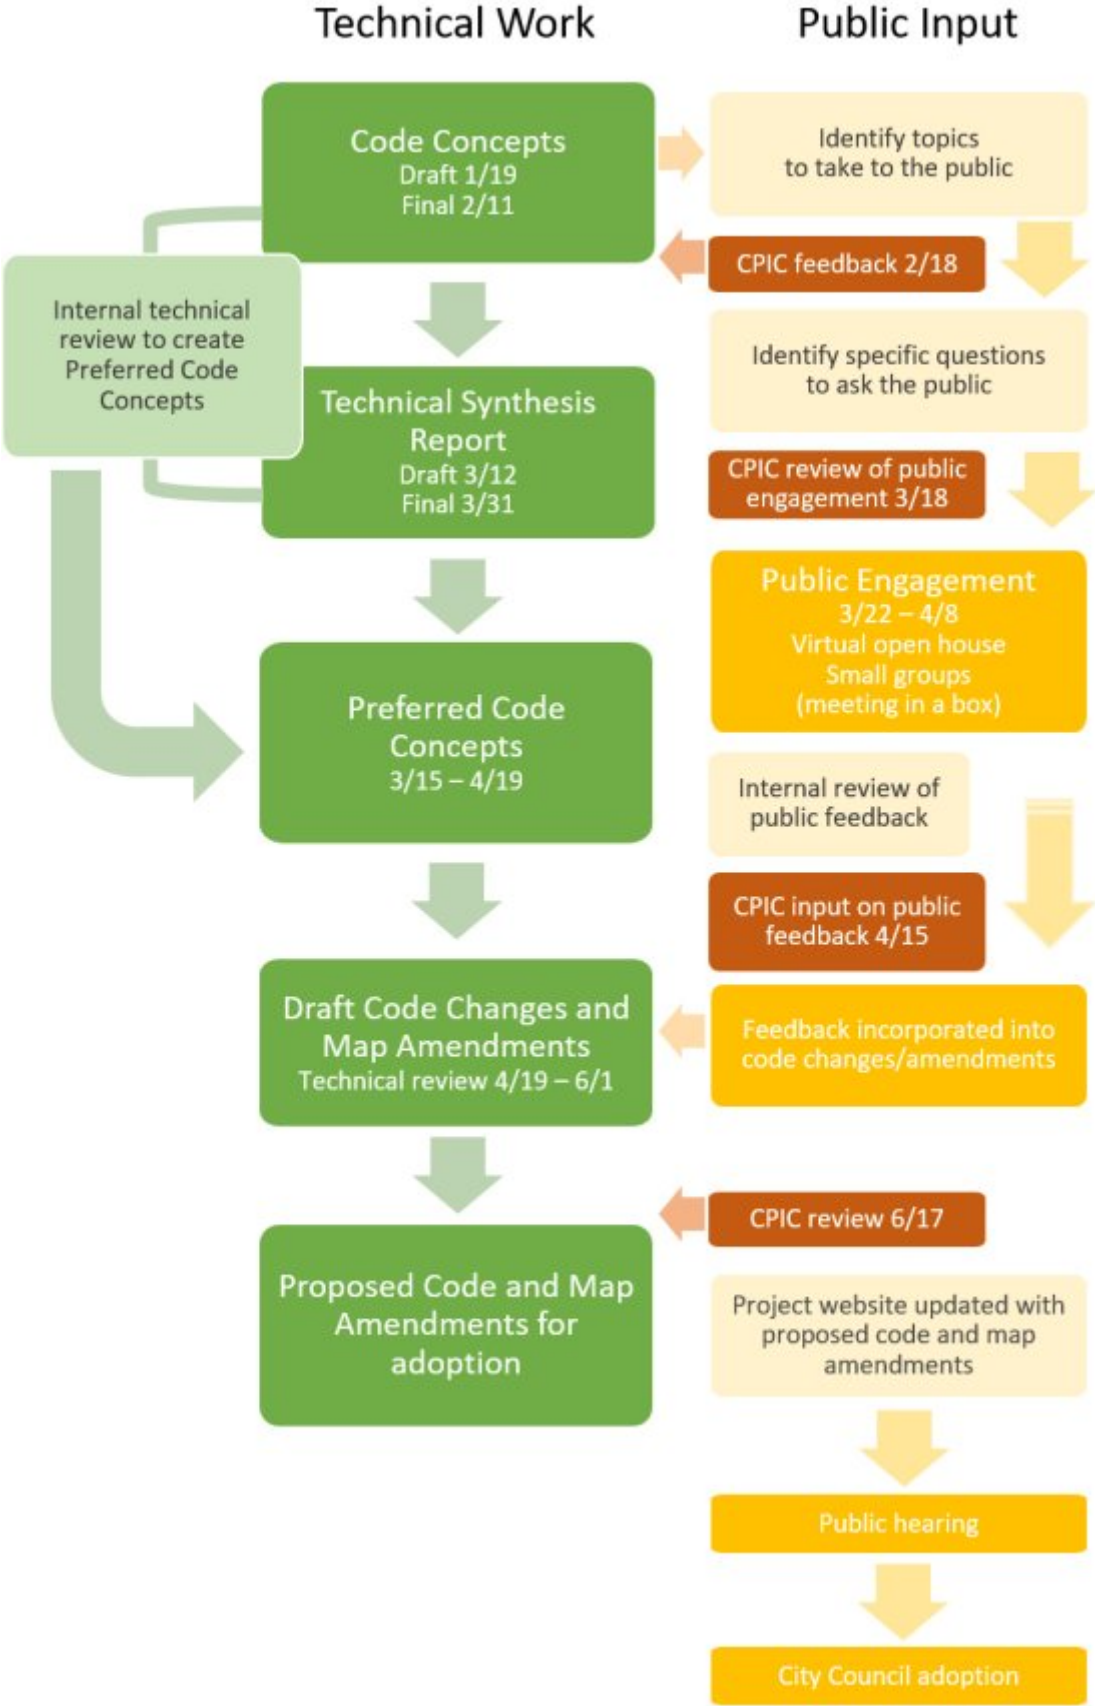 Technical Work
Public Input
Code Concepts
Draft 1/19
Final 2/11
Identify topics
to take to the public
CPIC feedback 2/18
Internal technical
review to create
Preferred Code
Concepts
Identify specific questions
to ask the public
Technical Synthesis
Report
Draft 3/12
Final 3/31
CPIC review of public
engagement 3/18
Public Engagement
3/22 – 4/8
Virtual open house
Small groups
(meeting in a box)
Preferred Code
Concepts
3/15 – 4/19
Internal review of
public feedback
CPIC input on public
feedback 4/15
Draft Code Changes and
Map Amendments
Technical review 4/19 – 6/1
Feedback incorporated into
code changes/amendments
CPIC review 6/17
Proposed Code and Map
Amendments for
adoption
Project website updated with
proposed code and map
amendments
Public hearing
City Council adoption